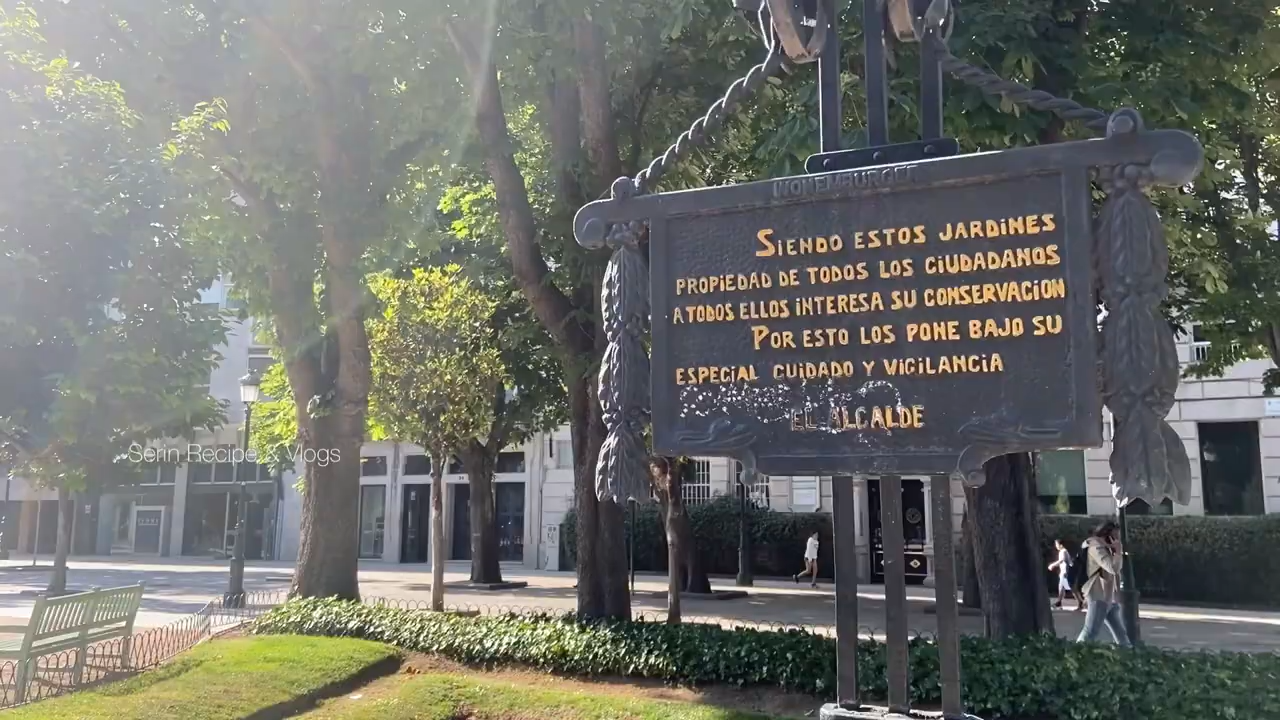 WONENBURGER
SIENDO ESTOS JARDINES
PROPIEDAD DE TODOS LOS CIUDADANOS
A TODOS ELLOS INTERESA SU CONSERVACION
POR ESTO LOS PONE BAJO SU
ESPECIAL CUIDADO Y VIGILANCIA
EL ALCALDE
Serin Recipe & Vlogs